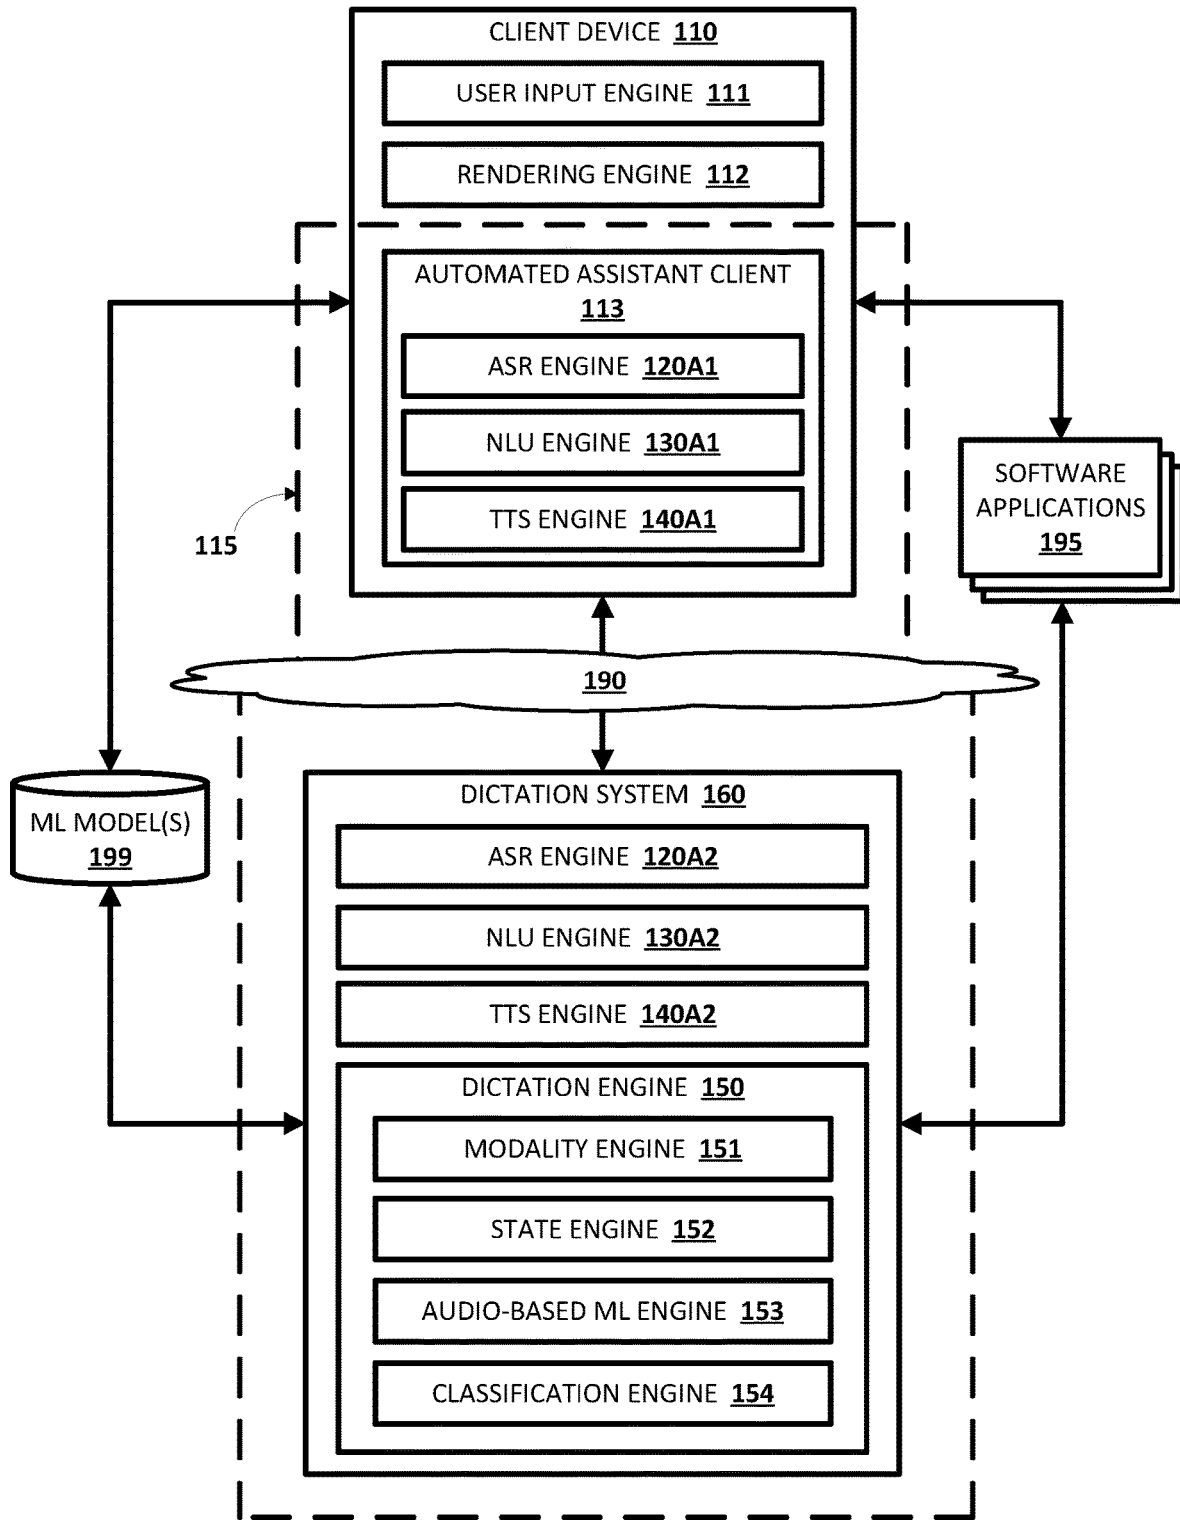 CLIENT DEVICE 110
USER INPUT ENGINE 111
RENDERING ENGINE 112
AUTOMATED ASSISTANT CLIENT
113
ASR ENGINE 120A1
NLU ENGINE 130A1
TTS ENGINE 140A1
115
SOFTWARE
APPLICATIONS
195
190
ML MODEL(S)
199
DICTATION SYSTEM 160
ASR ENGINE 120A2
NLU ENGINE 130A2
TTS ENGINE 140A2
DICTATION ENGINE 150
MODALITY ENGINE 151
STATE ENGINE 152
AUDIO-BASED ML ENGINE 153
CLASSIFICATION ENGINE 154